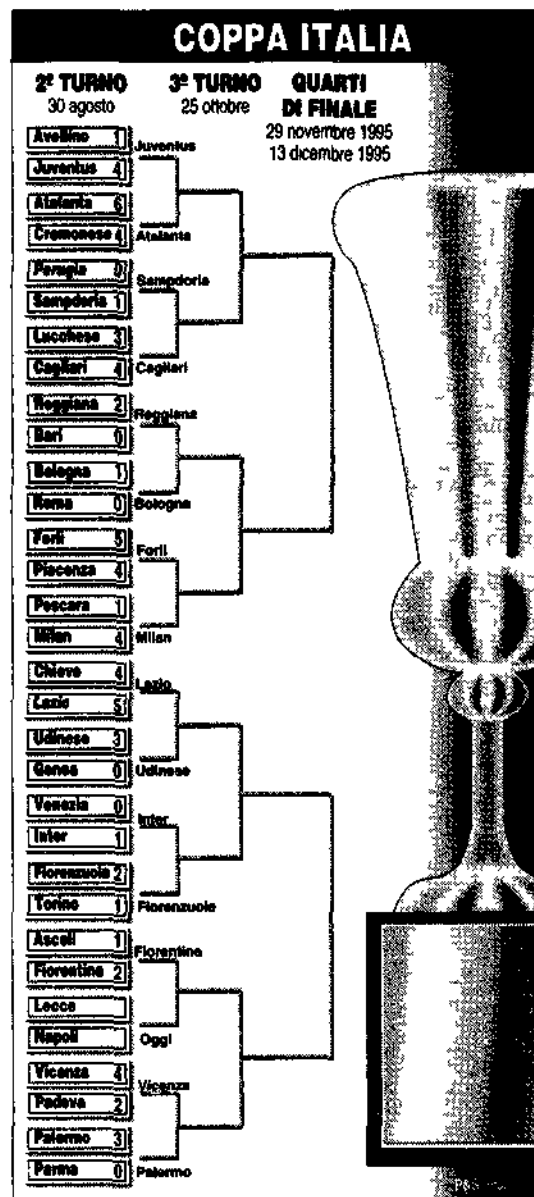 COPPA ITALIA
2º TURNO
30 agosto
3º TURNO
25 ottobre
QUARTI
DI FINALE
29 novembre 1995
13 dicembre 1995
Avellino 1
Juventus 4
Juventus
Atalanta 6
Cremonese 4
Atalanta
Perugia 0
Sampdoria 1
Sampdoria
Lucchese 3
Cagliari 4
Cagliari
Reggiana 2
Bari 0
Reggiana
Bologna 1
Roma 0
Bologna
Forlì 5
Piacenza 4
Forlì
Pescara 1
Milan 4
Milan
Chievo 4
Lazio 5
Lazio
Udinese 3
Genoa 0
Udinese
Venezia 0
Inter 1
Inter
Fiorenzuola 2
Torino 1
Fiorenzuola
Ascoli 1
Fiorentina 2
Fiorentina
Lecce
Napoli
Oggi
Vicenza 4
Padova 2
Vicenza
Palermo 3
Parma 0
Palermo